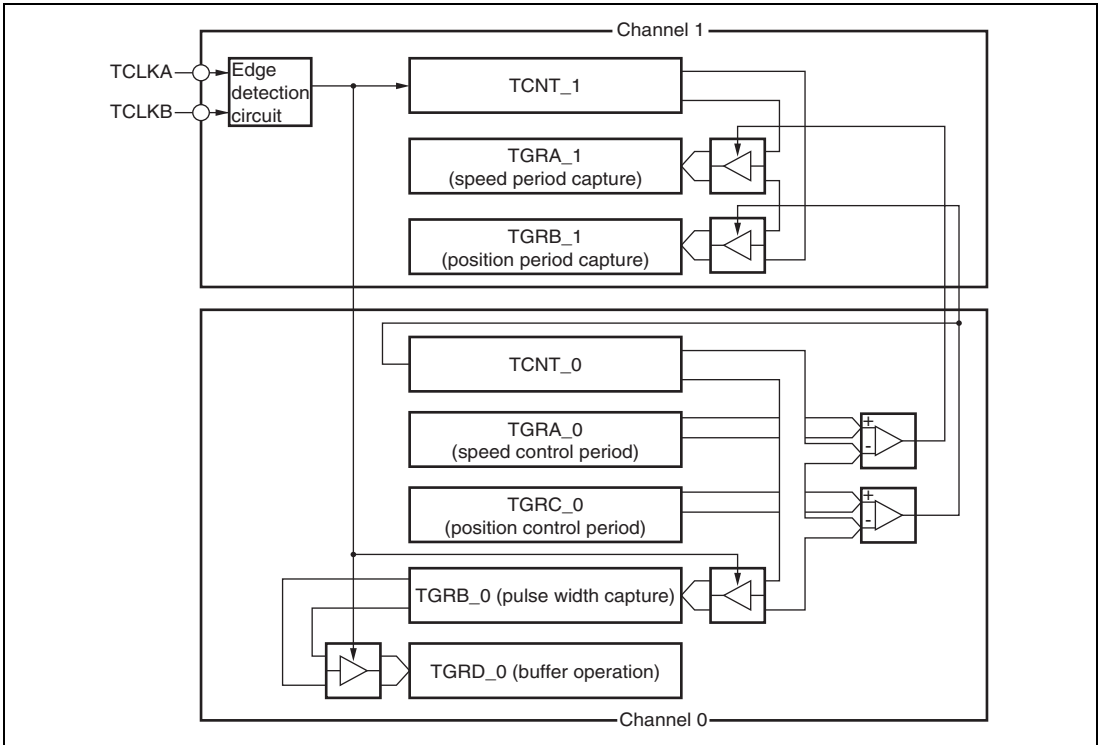 Channel 1
TCLKA
TCLKB
Edge
detection
circuit
TCNT_1
TGRA_1
(speed period capture)
TGRB_1
(position period capture)
TCNT_0
TGRA_0
(speed control period)
+
-
TGRC_0
(position control period)
+
-
TGRB_0 (pulse width capture)
TGRD_0 (buffer operation)
Channel 0